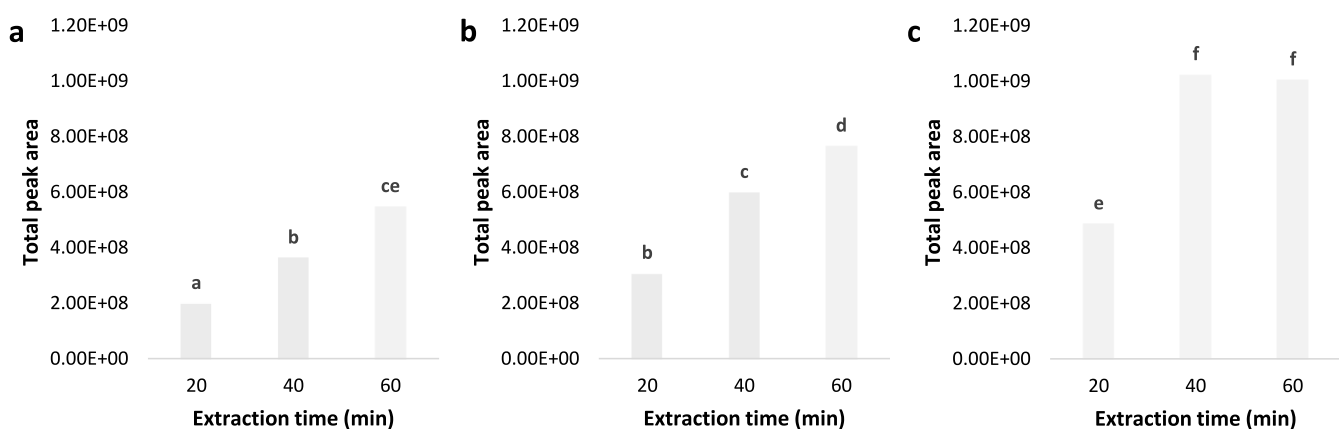 a
1.20E+09
1.00E+09
8.00E+08
6.00E+08
4.00E+08
2.00E+08
0.00E+00
Total peak area
a
b
ce
20 40 60
Extraction time (min)
b
1.20E+09
1.00E+09
8.00E+08
6.00E+08
4.00E+08
2.00E+08
0.00E+00
Total peak area
b
c
d
20 40 60
Extraction time (min)
c
1.20E+09
1.00E+09
8.00E+08
6.00E+08
4.00E+08
2.00E+08
0.00E+00
Total peak area
e
f
f
20 40 60
Extraction time (min)